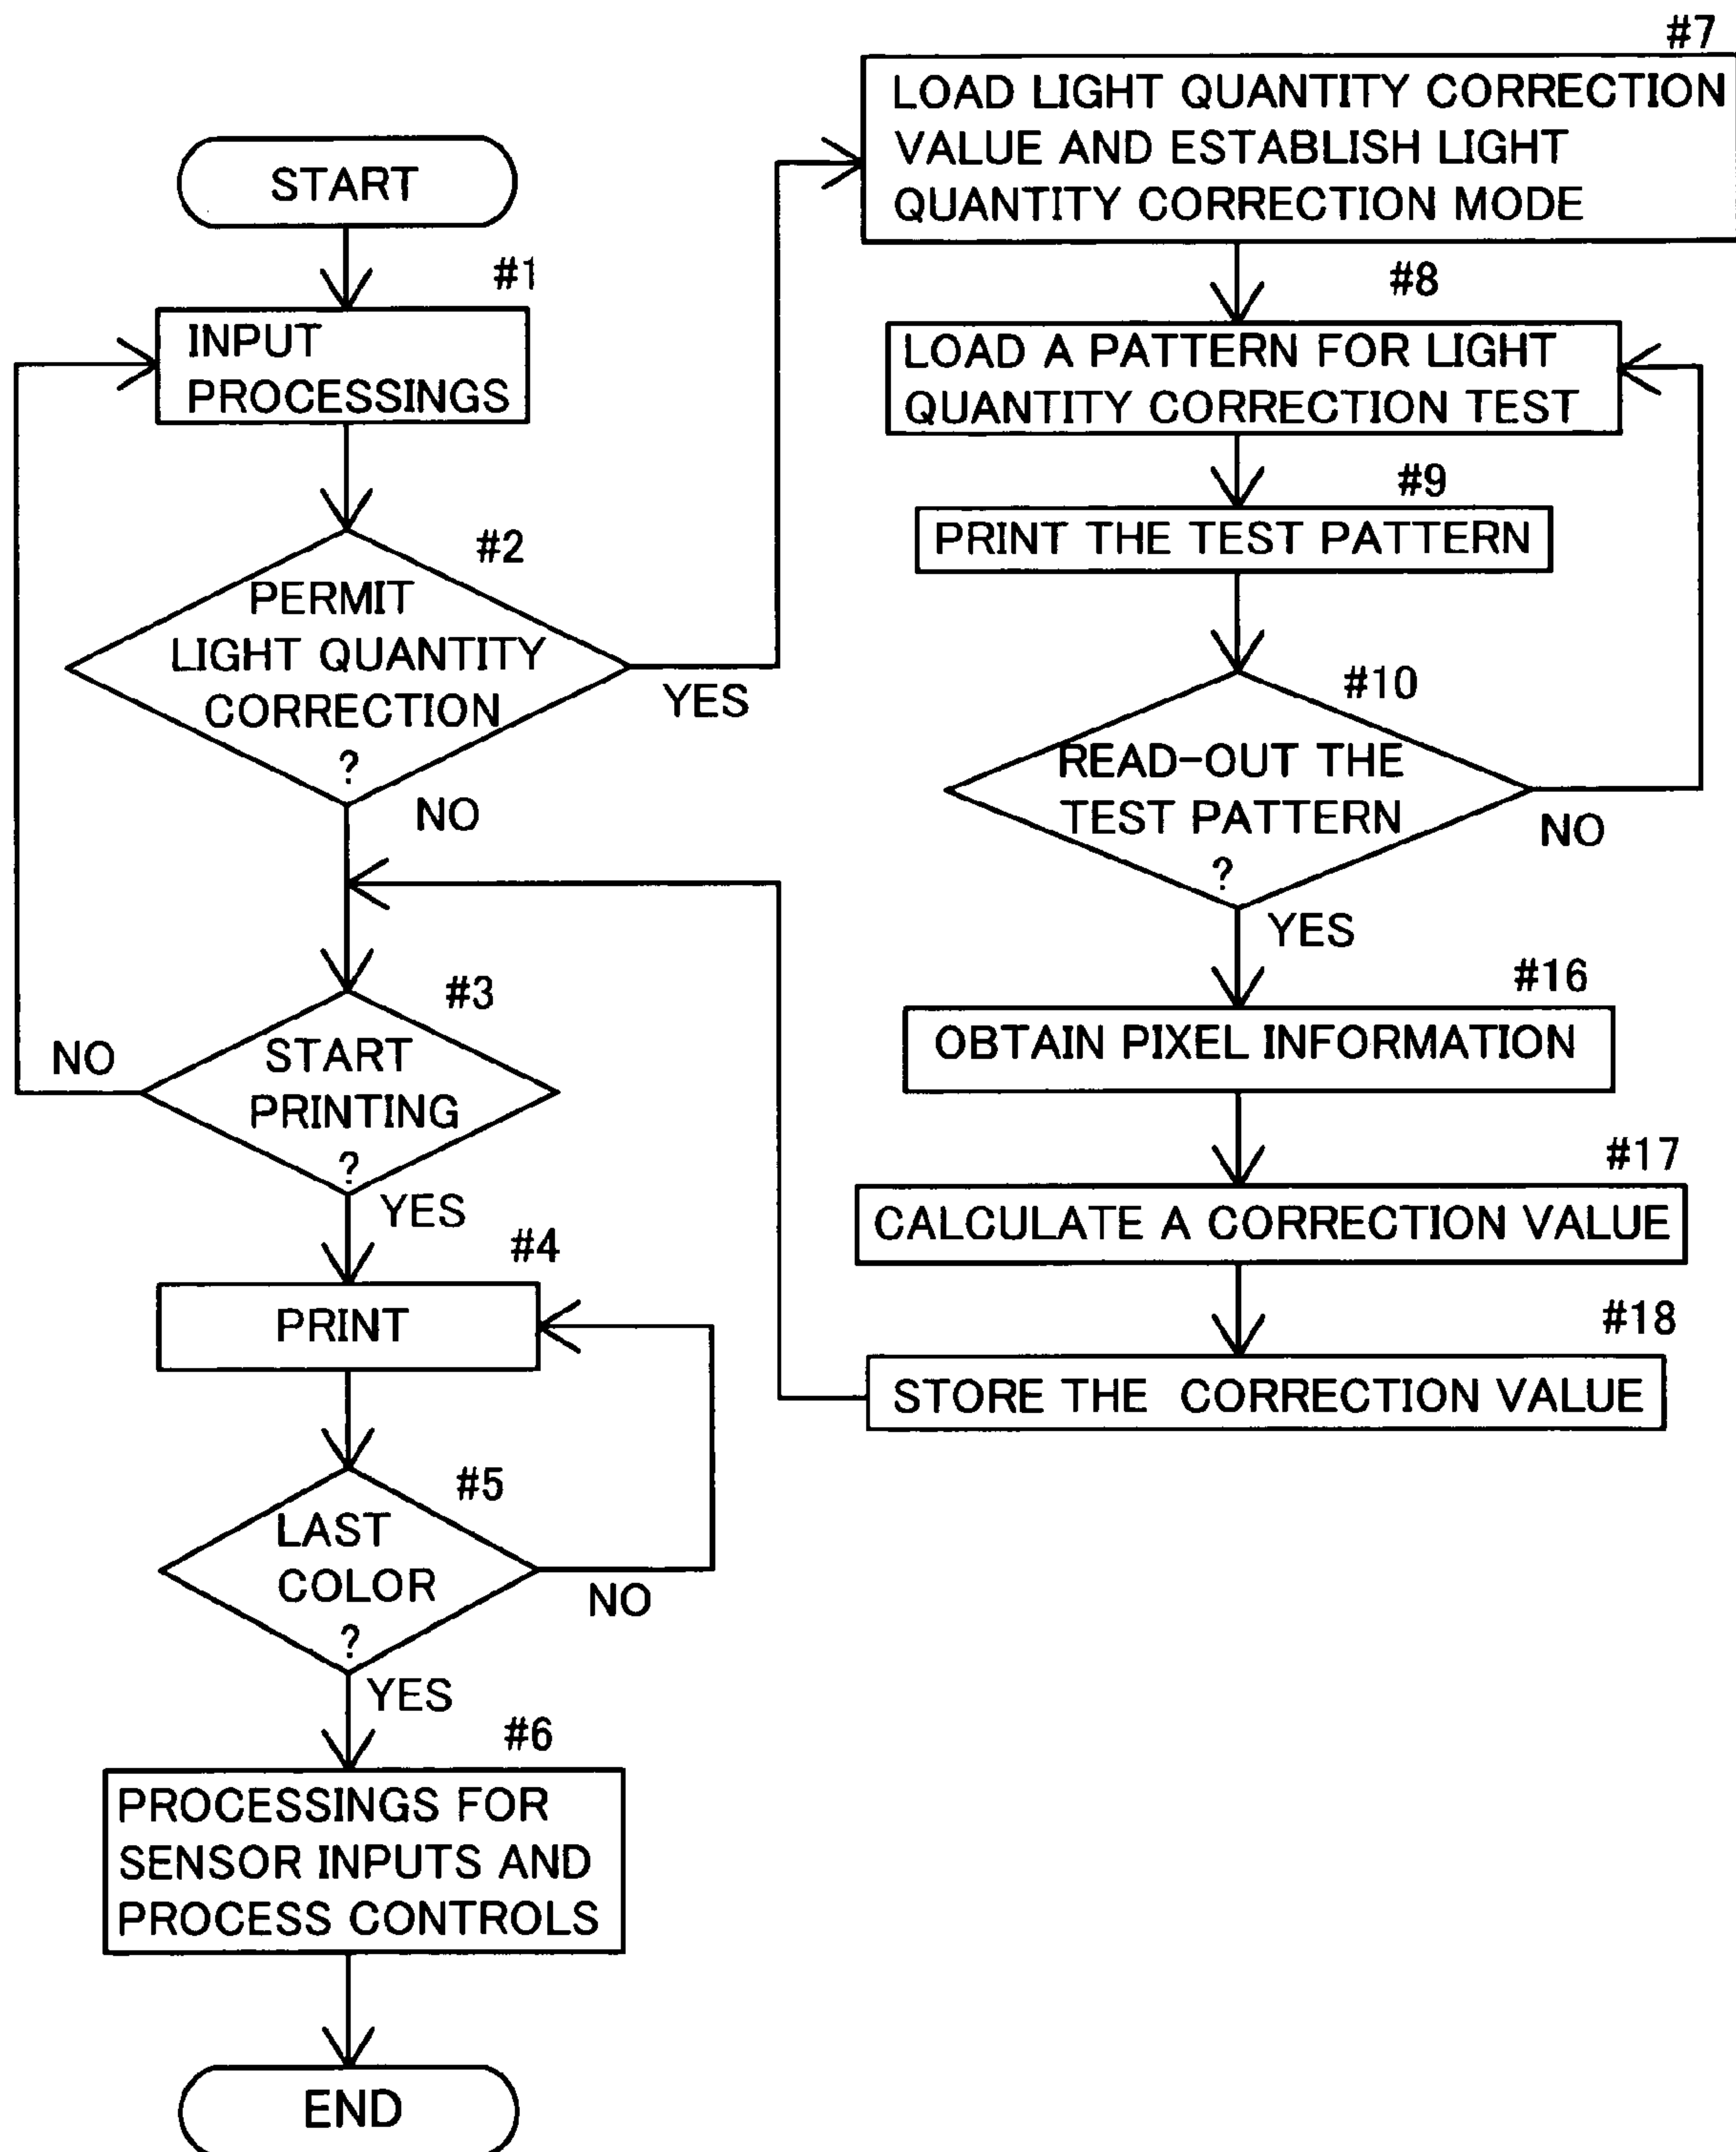 START
#1
INPUT
PROCESSINGS
#2
PERMIT
LIGHT QUANTITY
CORRECTION
?
YES
NO
#3
START
PRINTING
?
NO
YES
#4
PRINT
#5
LAST
COLOR
?
NO
YES
#6
PROCESSINGS FOR
SENSOR INPUTS AND
PROCESS CONTROLS
END
#7
LOAD LIGHT QUANTITY CORRECTION
VALUE AND ESTABLISH LIGHT
QUANTITY CORRECTION MODE
#8
LOAD A PATTERN FOR LIGHT
QUANTITY CORRECTION TEST
#9
PRINT THE TEST PATTERN
#10
READ-OUT THE
TEST PATTERN
?
NO
YES
#16
OBTAIN PIXEL INFORMATION
#17
CALCULATE A CORRECTION VALUE
#18
STORE THE CORRECTION VALUE